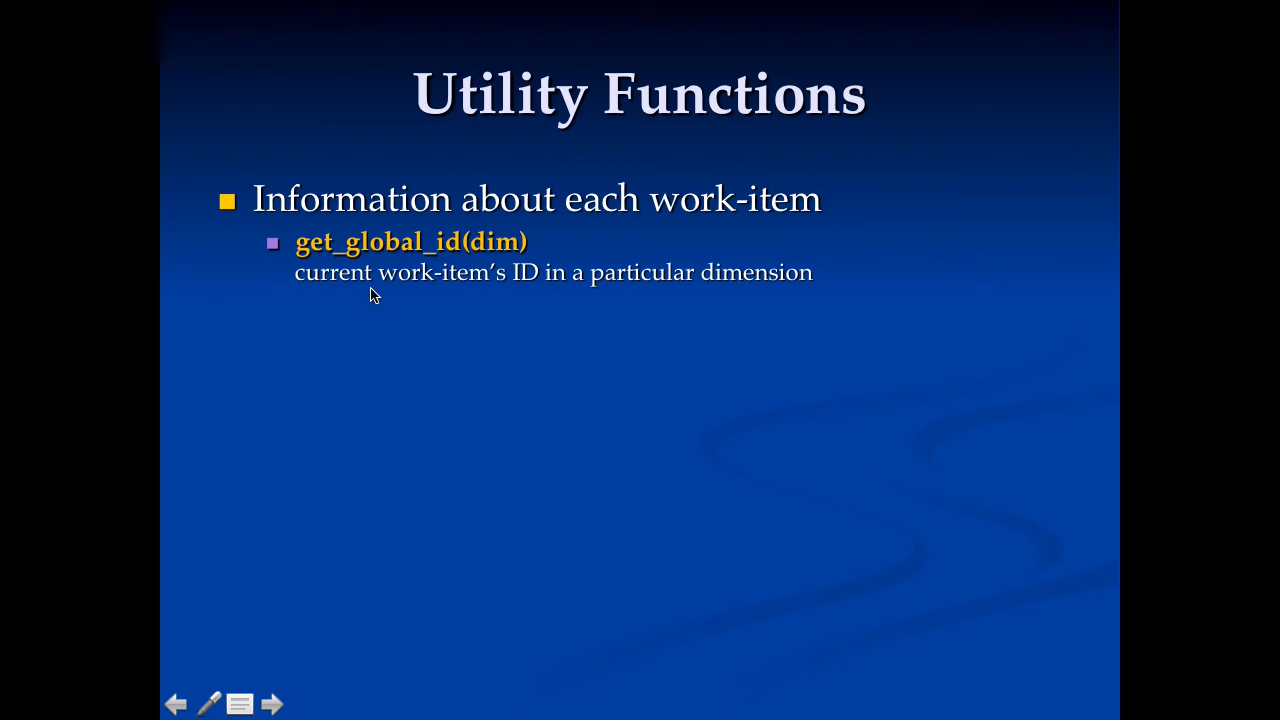 Utility Functions
Information about each work-item
get_global_id(dim)
current work-item’s ID in a particular dimension